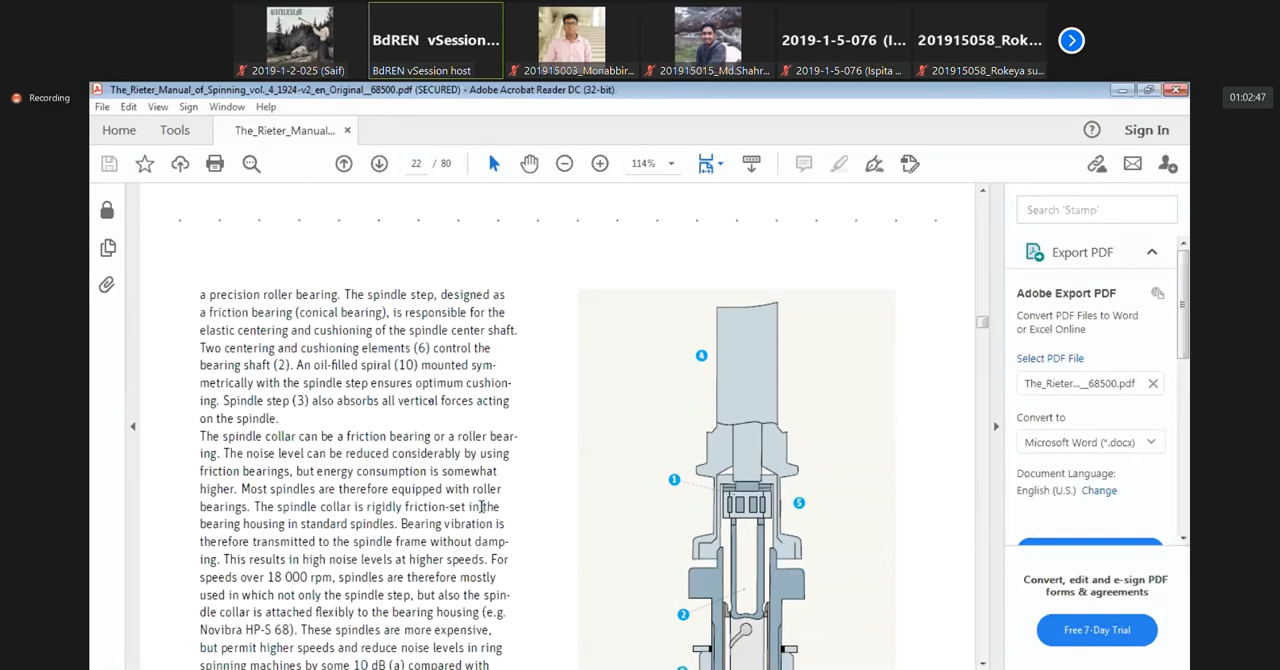 BURZUM
BdREN vSession...
2019-1-5-076 (I...
201915058_Rok...
2019-1-2-025 (Saif)
BdREN vSession host
201915003_Monabbir...
201915015_Md.Shahr...
2019-1-5-076 (Ispita ...
201915058_Rokeya su...
Recording
01:02:47
The_Rieter_Manual_of_Spinning_vol._4_1924-v2_en_Original__68500.pdf (SECURED) - Adobe Acrobat Reader DC (32-bit)
File Edit View Sign Window Help
Home Tools The_Rieter_Manual... × Sign In
22 / 80 114%
a precision roller bearing. The spindle step, designed as
a friction bearing (conical bearing), is responsible for the
elastic centering and cushioning of the spindle center shaft.
Two centering and cushioning elements (6) control the
bearing shaft (2). An oil-filled spiral (10) mounted sym-
metrically with the spindle step ensures optimum cushion-
ing. Spindle step (3) also absorbs all vertical forces acting
on the spindle.
The spindle collar can be a friction bearing or a roller bear-
ing. The noise level can be reduced considerably by using
friction bearings, but energy consumption is somewhat
higher. Most spindles are therefore equipped with roller
bearings. The spindle collar is rigidly friction-set in the
bearing housing in standard spindles. Bearing vibration is
therefore transmitted to the spindle frame without damp-
ing. This results in high noise levels at higher speeds. For
speeds over 18 000 rpm, spindles are therefore mostly
used in which not only the spindle step, but also the spin-
dle collar is attached flexibly to the bearing housing (e.g.
Novibra HP-S 68). These spindles are more expensive,
but permit higher speeds and reduce noise levels in ring
spinning machines by some 10 dB (a) compared with
4
1
5
2
Search 'Stamp'
Export PDF
Adobe Export PDF
Convert PDF Files to Word
or Excel Online
Select PDF File
The_Rieter..._68500.pdf
Convert to
Microsoft Word (*.docx)
Document Language:
English (U.S.) Change
Convert, edit and e-sign PDF
forms & agreements
Free 7-Day Trial